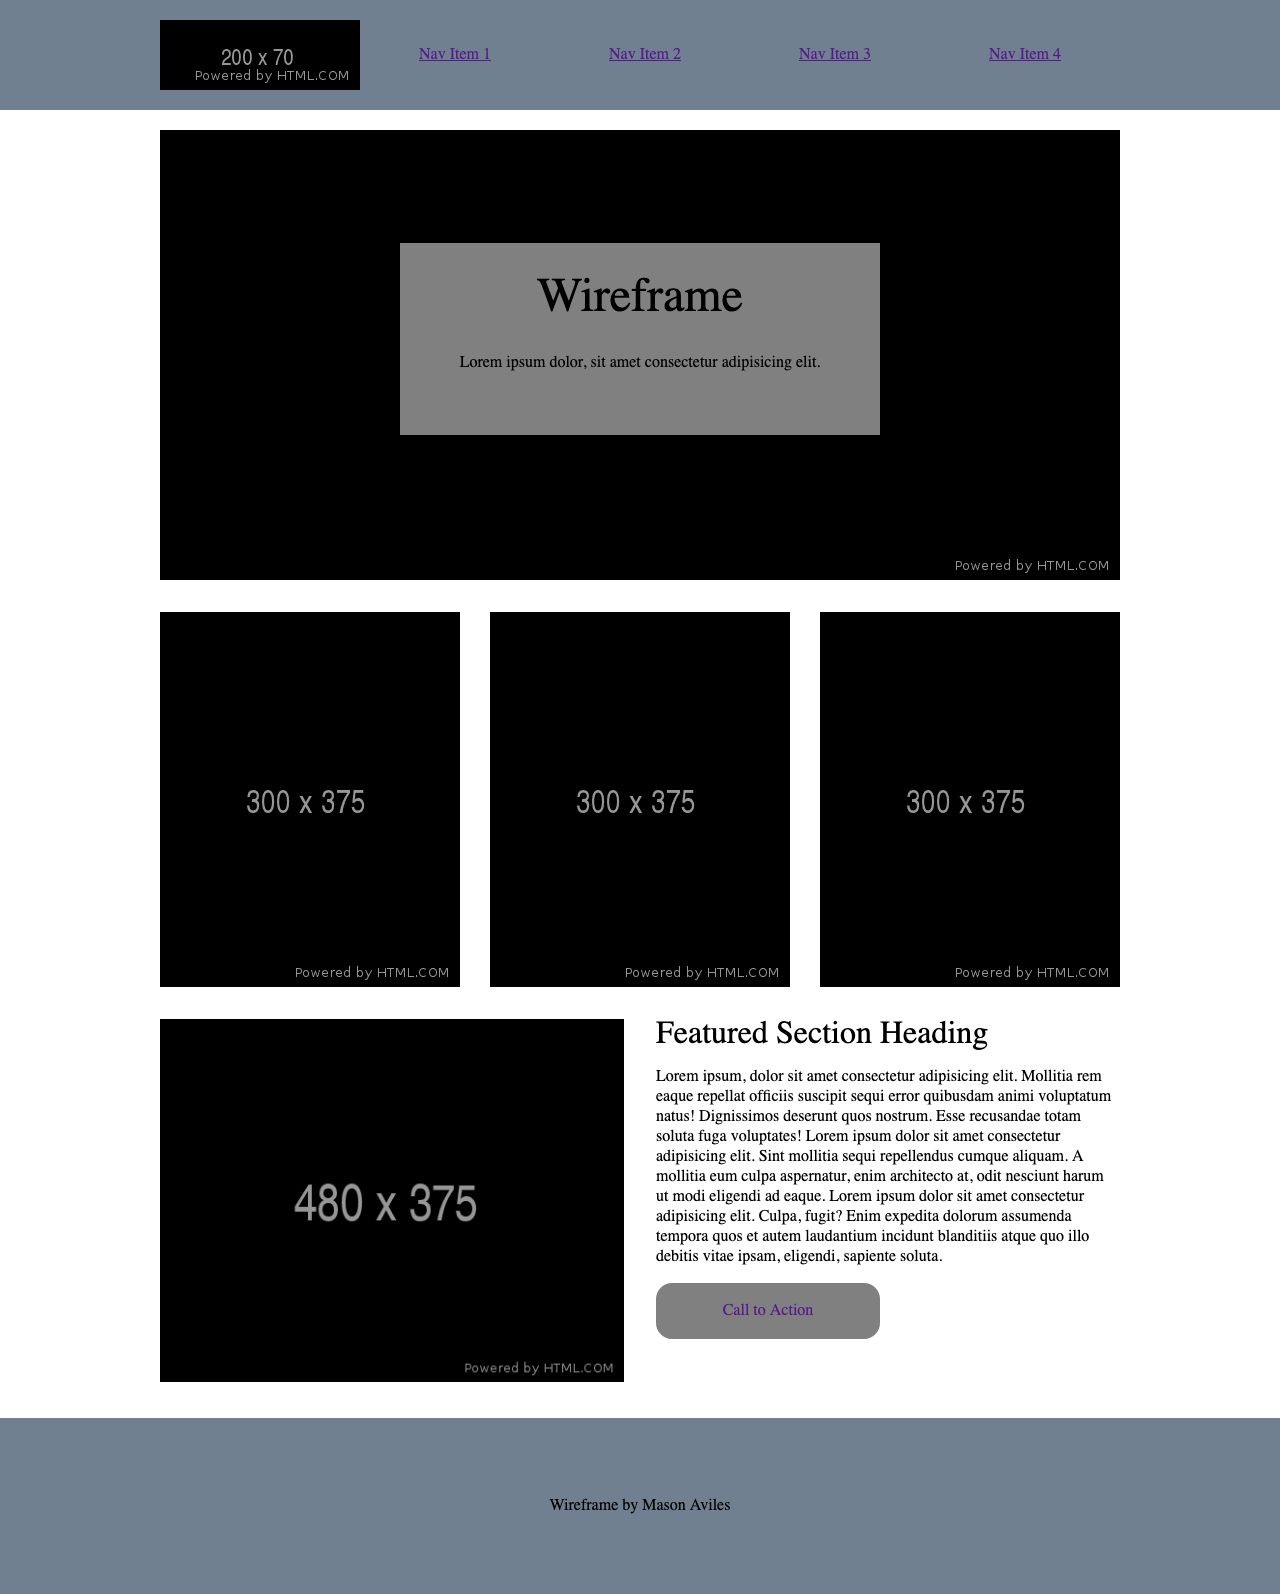 200 x 70
Powered by HTML.COM
Nav Item 1
Nav Item 2
Nav Item 3
Nav Item 4
Wireframe
Lorem ipsum dolor, sit amet consectetur adipisicing elit.
Powered by HTML.COM
300 x 375
300 x 375
300 x 375
Powered by HTML.COM
Powered by HTML.COM
Powered by HTML.COM
480 x 375
Powered by HTML.COM
Featured Section Heading
Lorem ipsum, dolor sit amet consectetur adipisicing elit. Mollitia rem
eaque repellat officiis suscipit sequi error quibusdam animi voluptatum
natus! Dignissimos deserunt quos nostrum. Esse recusandae totam
soluta fuga voluptates! Lorem ipsum dolor sit amet consectetur
adipisicing elit. Sint mollitia sequi repellendus cumque aliquam. A
mollitia eum culpa aspernatur, enim architecto at, odit nesciunt harum
ut modi eligendi ad eaque. Lorem ipsum dolor sit amet consectetur
adipisicing elit. Culpa, fugit? Enim expedita dolorum assumenda
tempora quos et autem laudantium incidunt blanditiis atque quo illo
debitis vitae ipsam, eligendi, sapiente soluta.
Call to Action
Wireframe by Mason Aviles